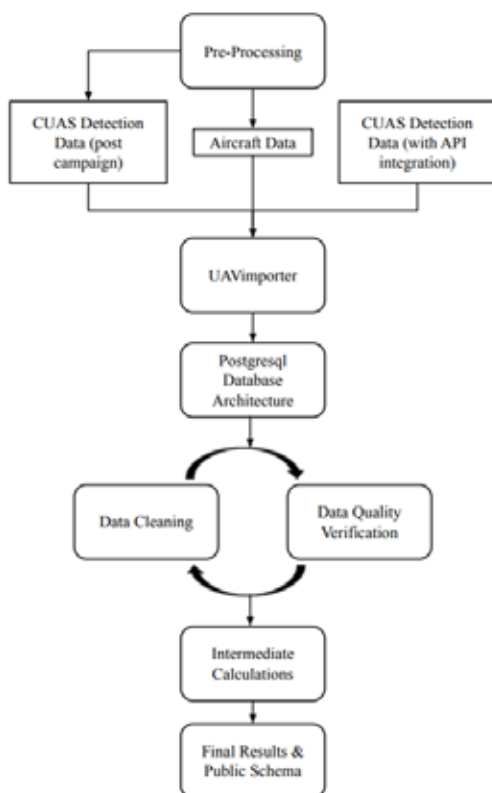 Pre-Processing
CUAS Detection
Data (post
campaign)
Aircraft Data
CUAS Detection
Data (with API
integration)
UAVimporter
Postgresql
Database
Architecture
Data Cleaning
Data Quality
Verification
Intermediate
Calculations
Final Results &
Public Schema